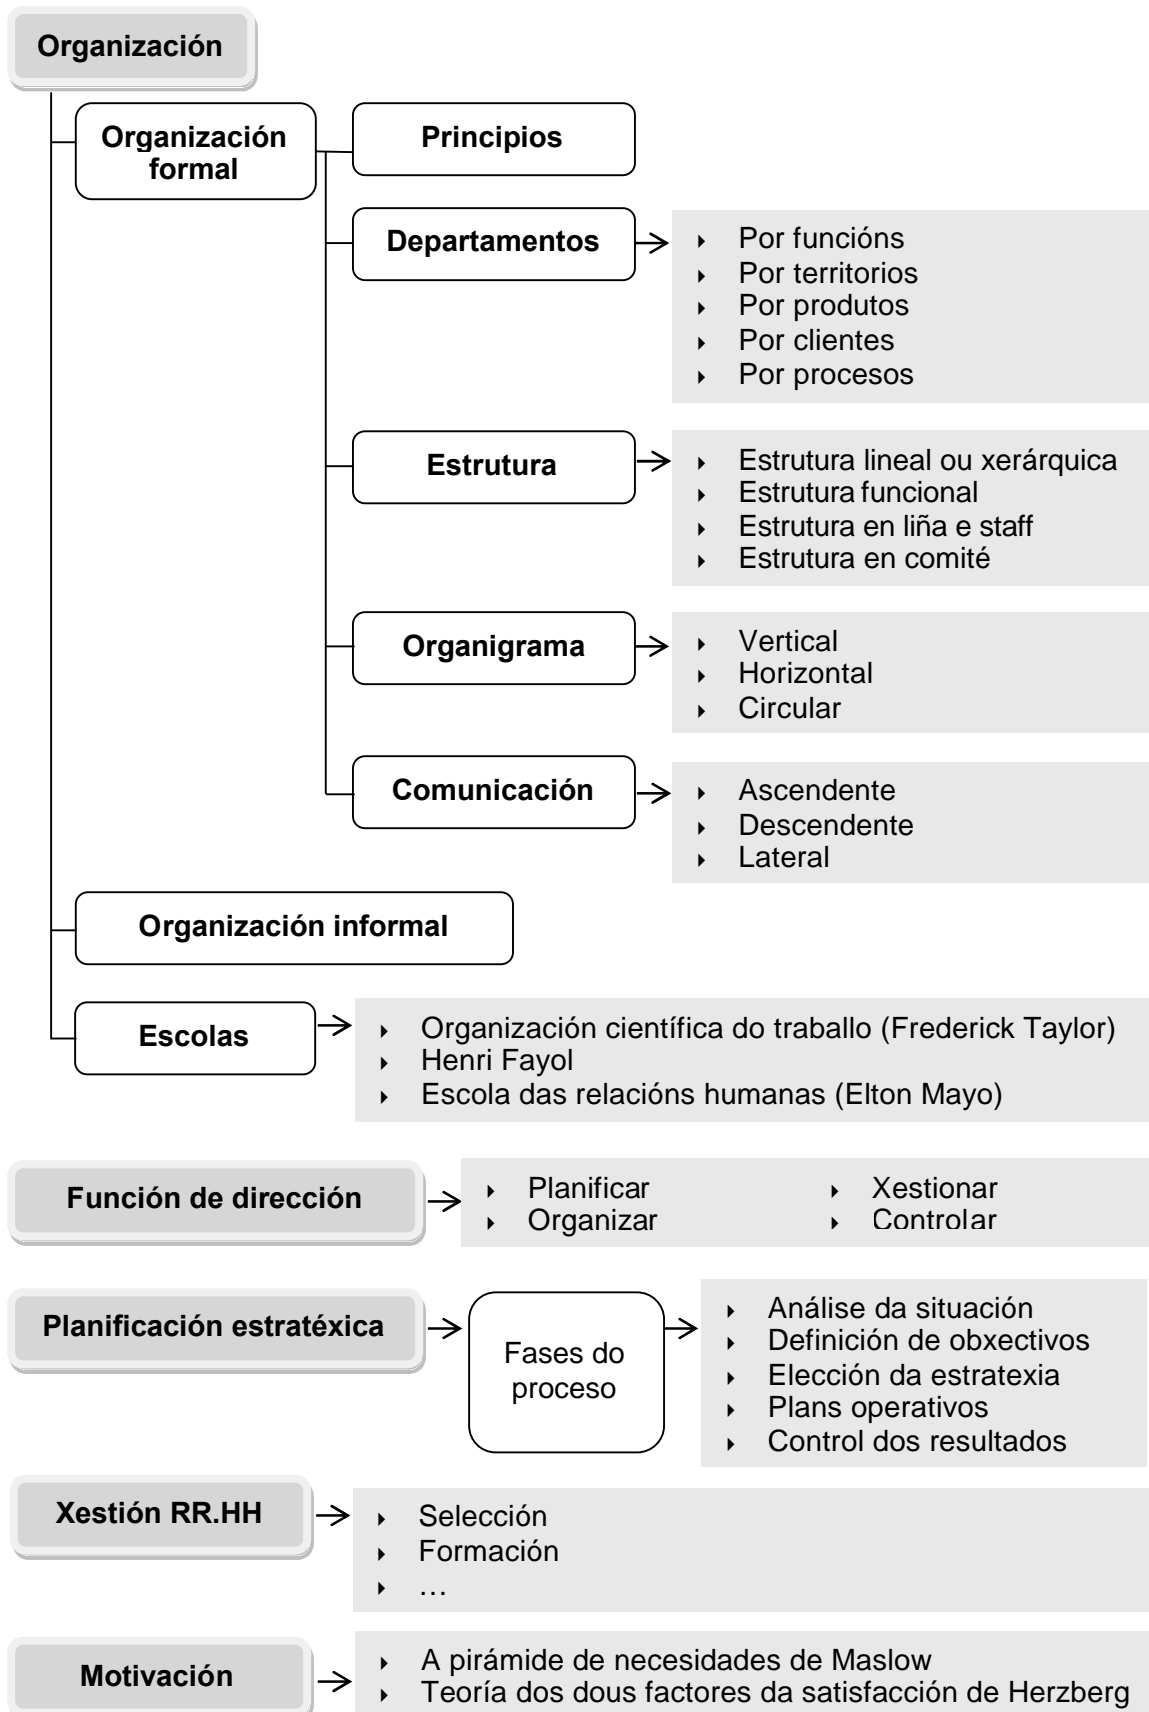 Organización
Organización
formal
Principios
Departamentos
Por funcións
Por territorios
Por produtos
Por clientes
Por procesos
Estrutura
Estrutura lineal ou xerárquica
Estrutura funcional
Estrutura en liña e staff
Estrutura en comité
Organigrama
Vertical
Horizontal
Circular
Comunicación
Ascendente
Descendente
Lateral
Organización informal
Escolas
Organización científica do traballo (Frederick Taylor)
Henri Fayol
Escola das relacións humanas (Elton Mayo)
Función de dirección
Planificar
Organizar
Xestionar
Controlar
Planificación estratéxica
Fases do
proceso
Análise da situación
Definición de obxectivos
Elección da estratexia
Plans operativos
Control dos resultados
Xestión RR.HH
Selección
Formación
…
Motivación
A pirámide de necesidades de Maslow
Teoría dos dous factores da satisfacción de Herzberg